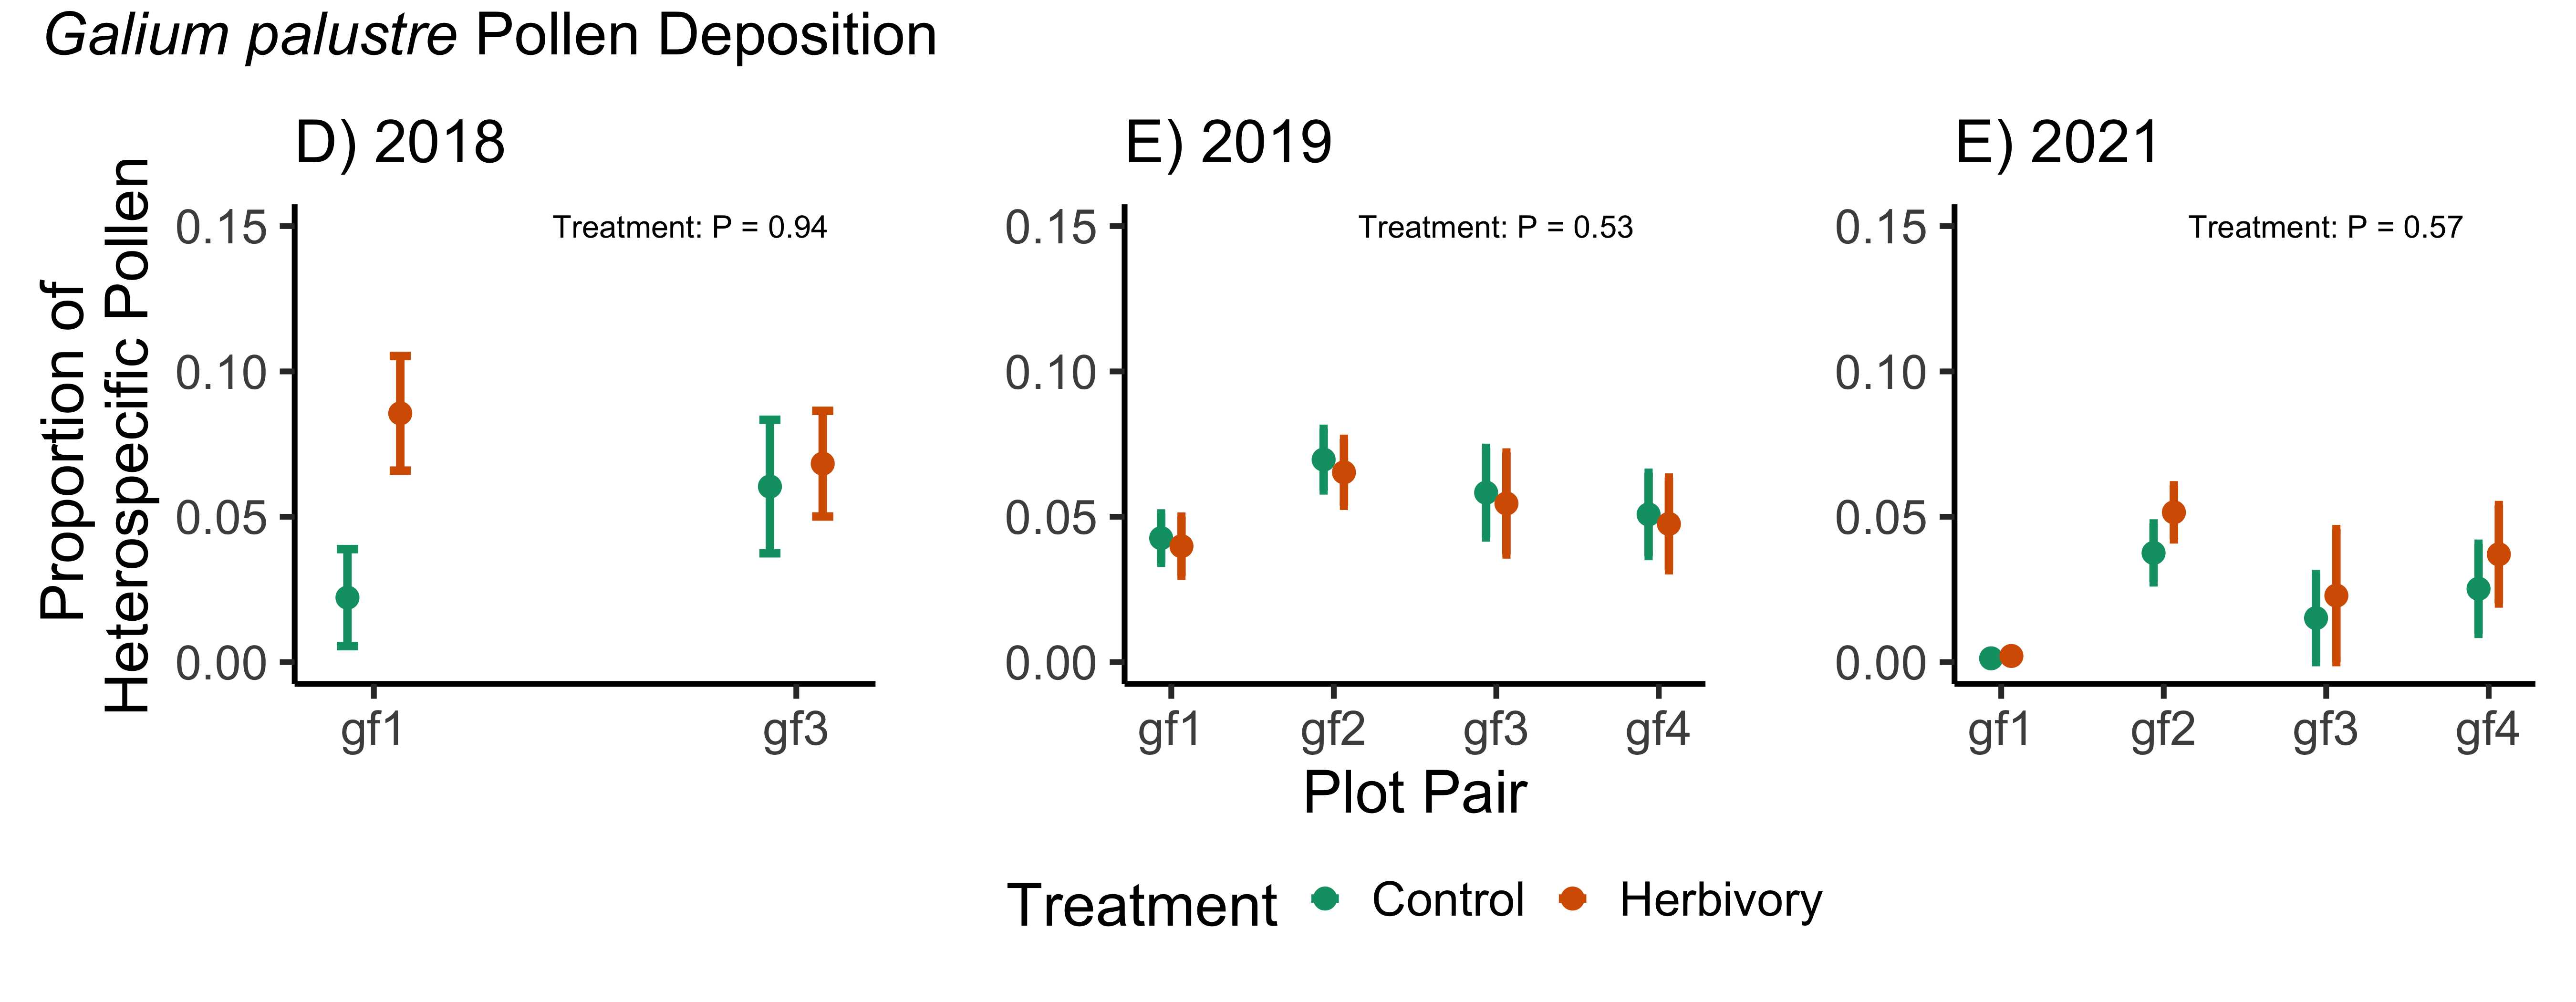 Galium palustre Pollen Deposition
D) 2018
E) 2019
E) 2021
Proportion of
Heterospecific Pollen
0.15
0.10
0.05
0.00
Treatment: P = 0.94
gf1
gf3
0.15
0.10
0.05
0.00
Treatment: P = 0.53
gf1
gf2
gf3
gf4
0.15
0.10
0.05
0.00
Treatment: P = 0.57
gf1
gf2
gf3
gf4
Plot Pair
Treatment Control Herbivory